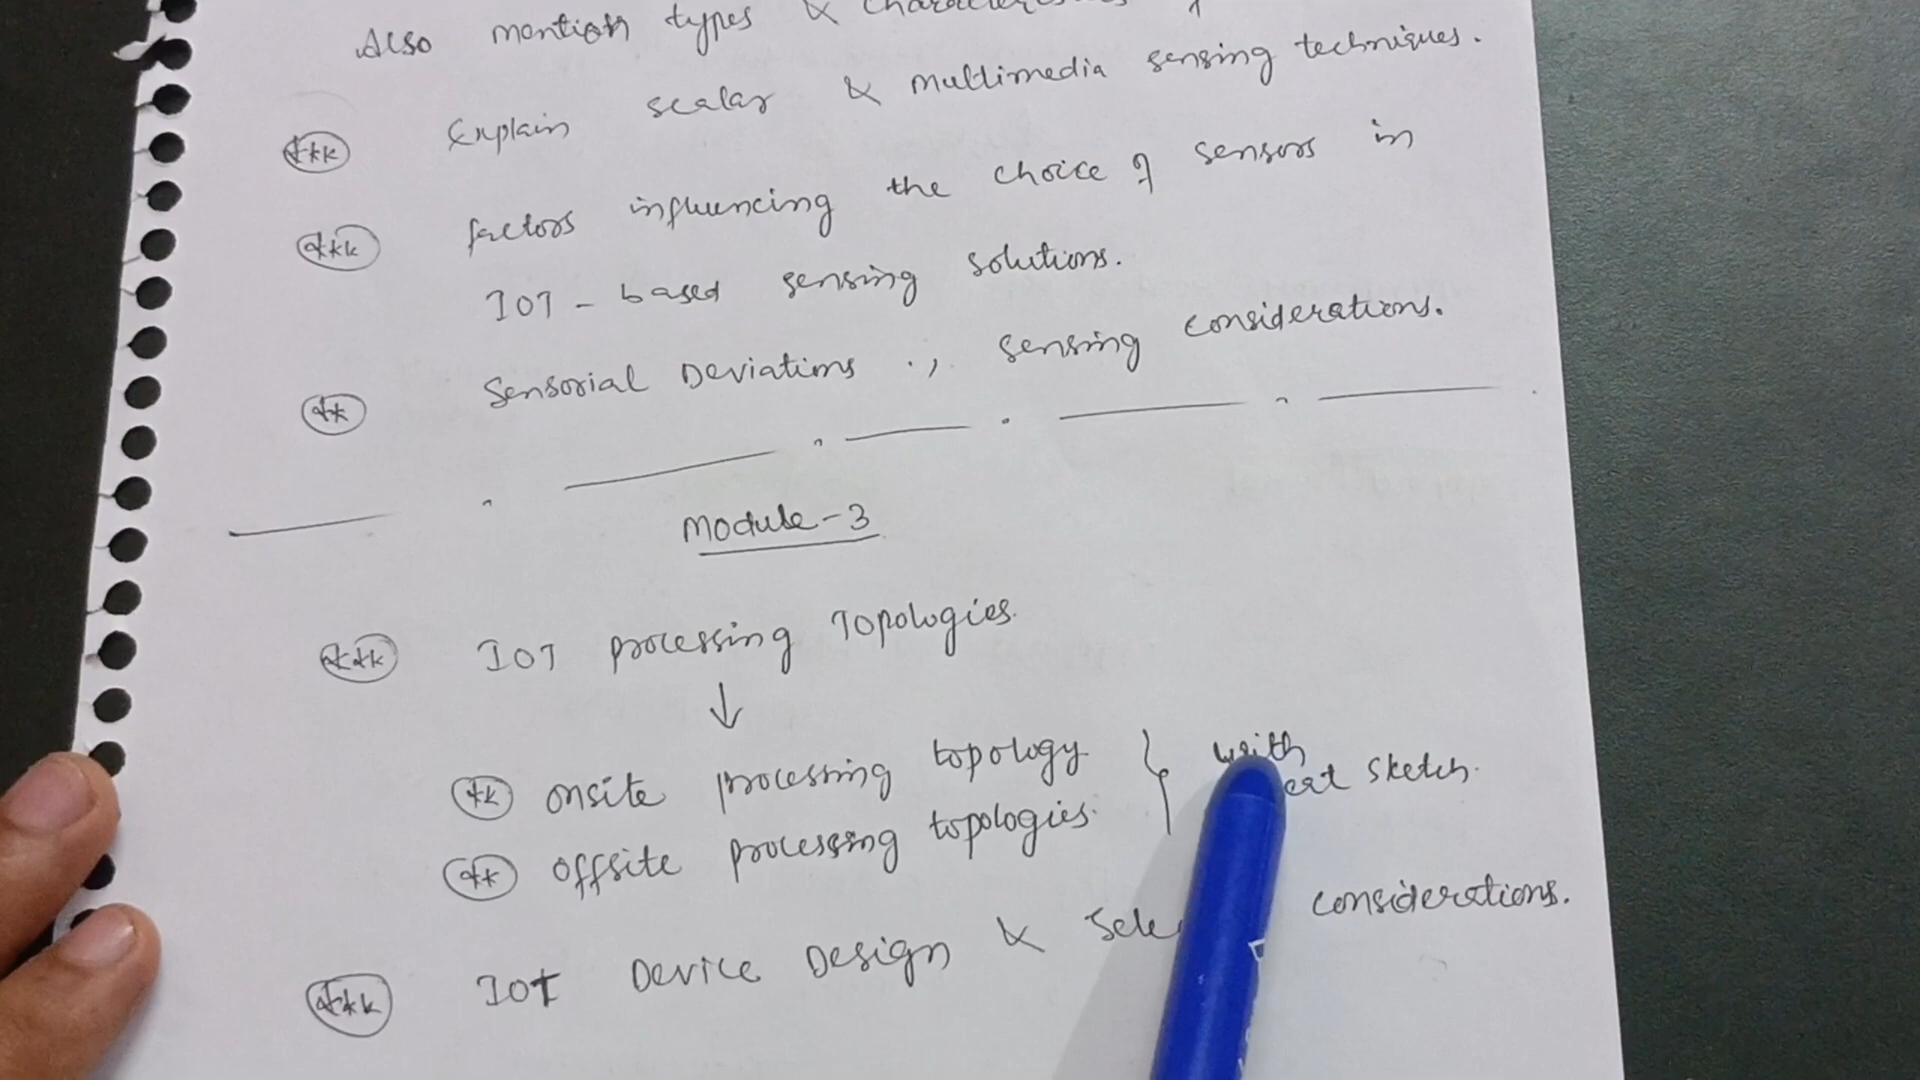 Also mention types & characteristics
*** Explain scalar & multimedia sensing techniques.
*** factors influencing the choice of sensors in
IOT - based sensing solutions.
** Sensorial Deviations ., sensing considerations.
Module-3
*** IOT processing Topologies.
↓
** onsite processing topology } with
** offsite processing topologies. sketch.
*** IOT Device Design & considerations.